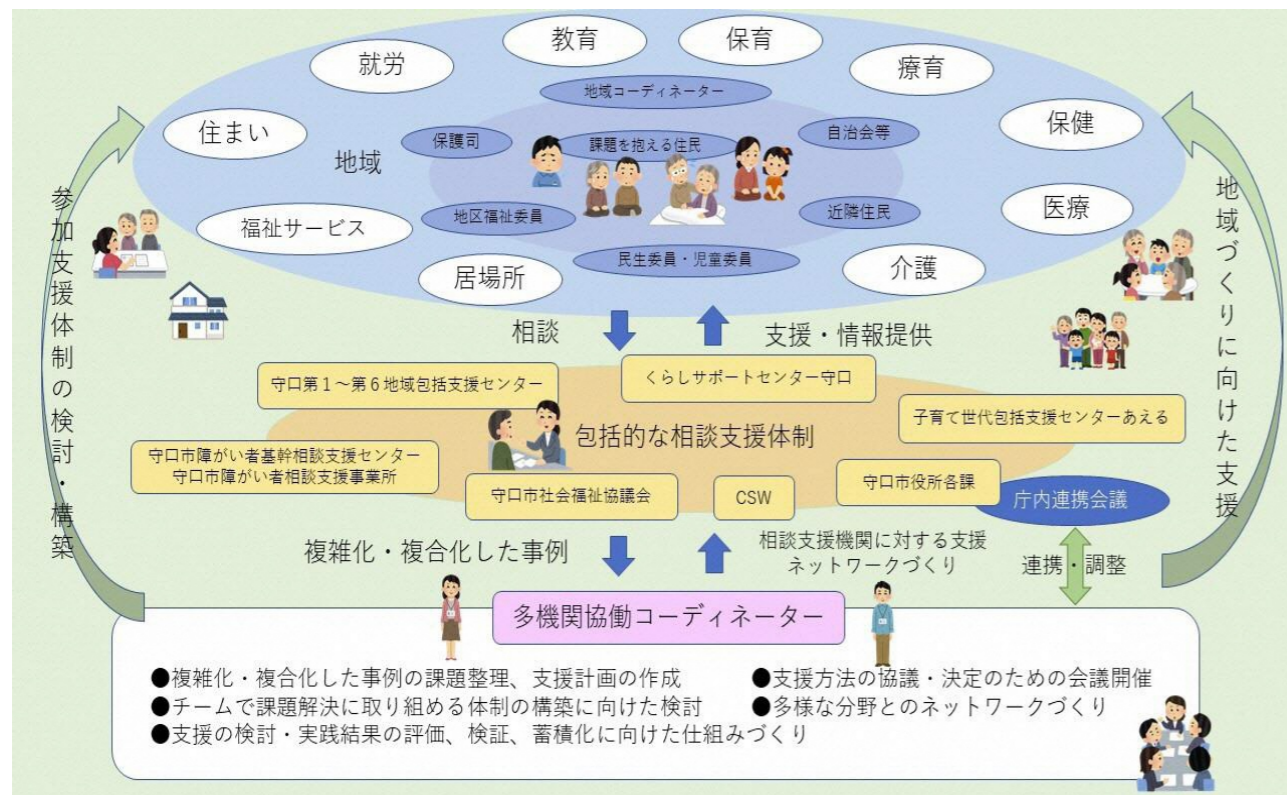 教育
保育
就労
療育
地域コーディネーター
住まい
保健
保護司
課題を抱える住民
自治会等
地域
福祉サービス
地区福祉委員
近隣住民
医療
民生委員・児童委員
居場所
介護
参加支援体制の検討・構築
地域づくりに向けた支援
相談
支援・情報提供
守口第1～第6地域包括支援センター
くらしサポートセンター守口
子育て世代包括支援センターあえる
包括的な相談支援体制
守口市障がい者基幹相談支援センター
守口市障がい者相談支援事業所
守口市社会福祉協議会
CSW
守口市役所各課
庁内連携会議
複雑化・複合化した事例
相談支援機関に対する支援
ネットワークづくり
連携・調整
多機関協働コーディネーター
●複雑化・複合化した事例の課題整理、支援計画の作成
●支援方法の協議・決定のための会議開催
●チームで課題解決に取り組める体制の構築に向けた検討
●多様な分野とのネットワークづくり
●支援の検討・実践結果の評価、検証、蓄積化に向けた仕組みづくり